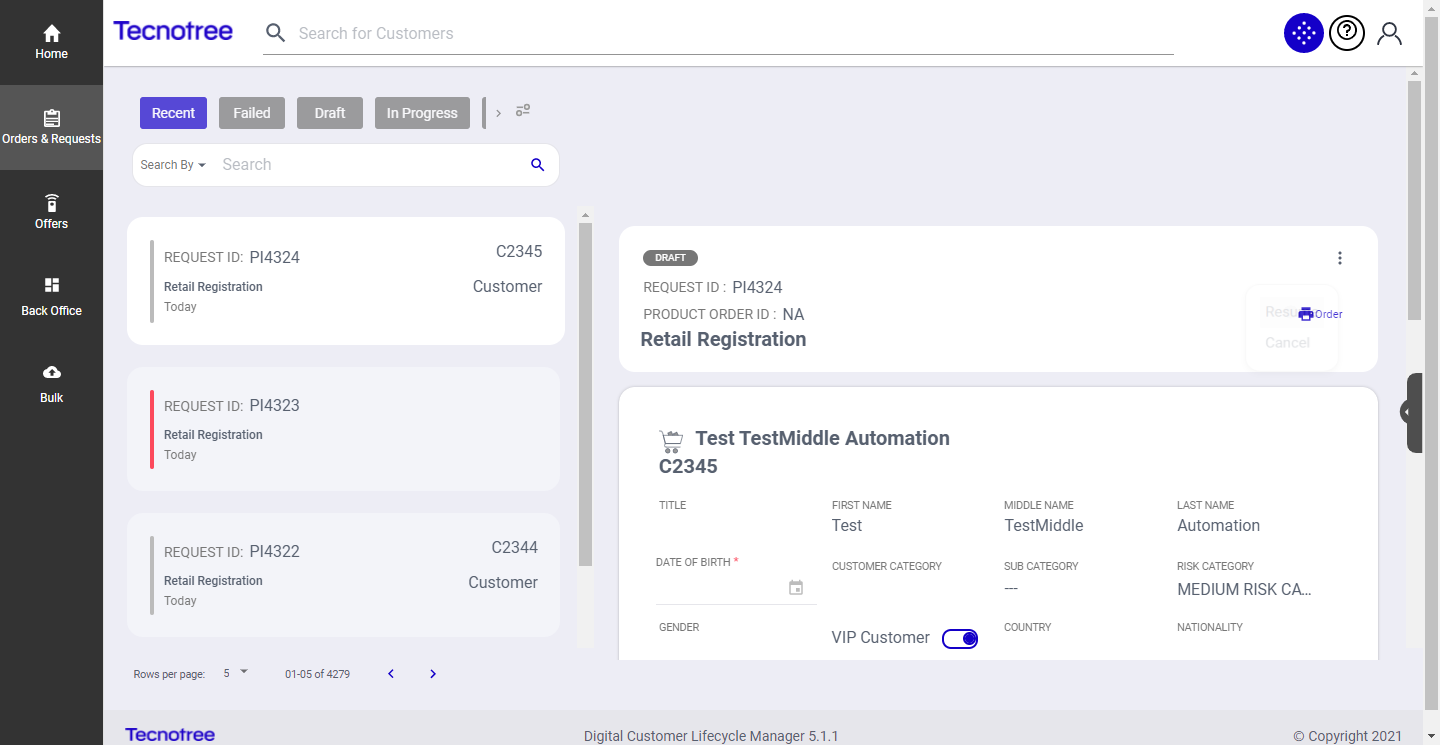 Home
Orders & Requests
Offers
Back Office
Bulk
Tecnotree
Search for Customers
Recent
Failed
Draft
In Progress
Search By
Search
REQUEST ID: PI4324
C2345
Retail Registration
Customer
Today
REQUEST ID: PI4323
Retail Registration
Today
REQUEST ID: PI4322
C2344
Retail Registration
Customer
Today
Rows per page: 5
01-05 of 4279
DRAFT
REQUEST ID : PI4324
PRODUCT ORDER ID : NA
Retail Registration
Order
Cancel
Test TestMiddle Automation
C2345
TITLE
FIRST NAME
MIDDLE NAME
LAST NAME
Test
TestMiddle
Automation
DATE OF BIRTH *
CUSTOMER CATEGORY
SUB CATEGORY
RISK CATEGORY
---
MEDIUM RISK CA...
GENDER
VIP Customer
COUNTRY
NATIONALITY
Tecnotree
Digital Customer Lifecycle Manager 5.1.1
© Copyright 2021